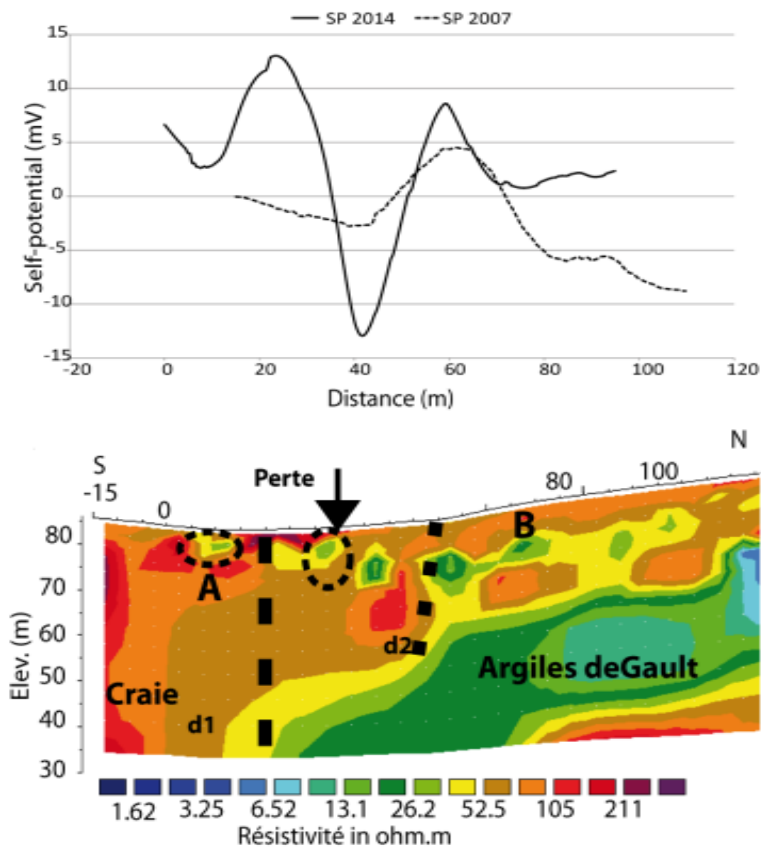 SP 2014 SP 2007
15
10
5
0
-5
-10
-15
Self-potential (mV)
-20 0 20 40 60 80 100 120
Distance (m)
S N
-15 0 80 100
Perte
A B
d1 d2
Craie Argiles deGault
80
70
60
50
40
30
Elev. (m)
1.62 3.25 6.52 13.1 26.2 52.5 105 211
Résistivité in ohm.m